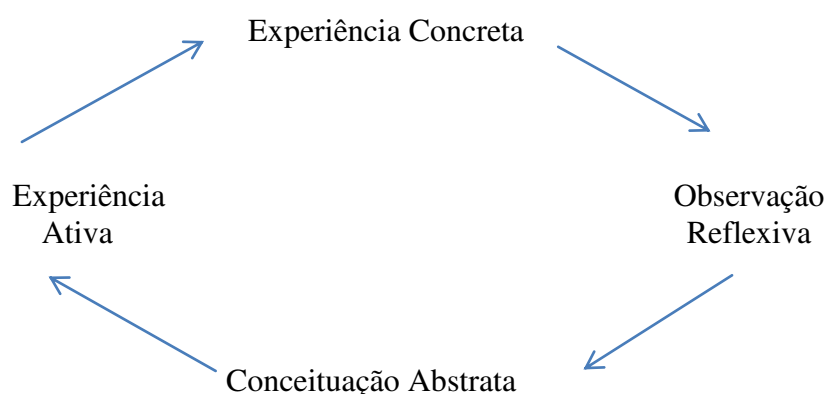 Experiência Concreta
Experiência
Ativa
Observação
Reflexiva
Conceituação Abstrata